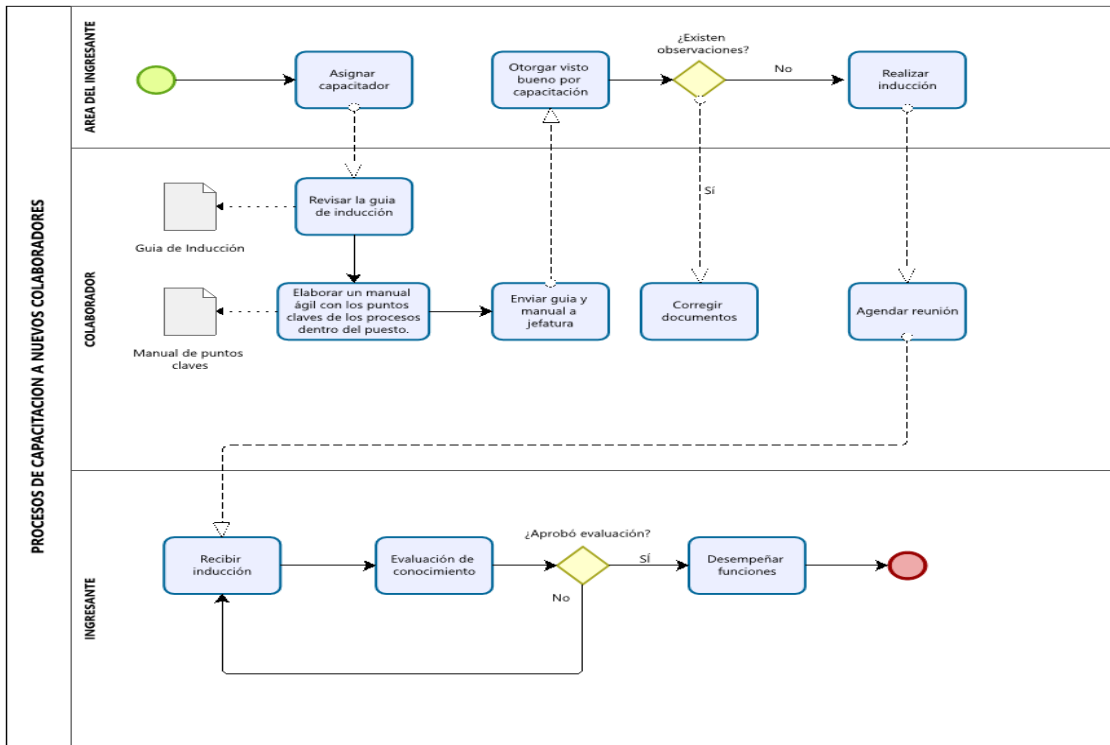 PROCESOS DE CAPACITACION A NUEVOS COLABORADORES
AREA DEL INGRESANTE
Asignar
capacitador
Otorgar visto
bueno por
capacitación
¿Existen
observaciones?
No
Realizar
inducción
Sí
COLABORADOR
Revisar la guia
de inducción
Guia de Inducción
Elaborar un manual
ágil con los puntos
claves de los procesos
dentro del puesto.
Manual de puntos
claves
Enviar guia y
manual a
jefatura
Corregir
documentos
Agendar reunión
INGRESANTE
Recibir
inducción
Evaluación de
conocimiento
¿Aprobó evaluación?
SÍ
No
Desempeñar
funciones